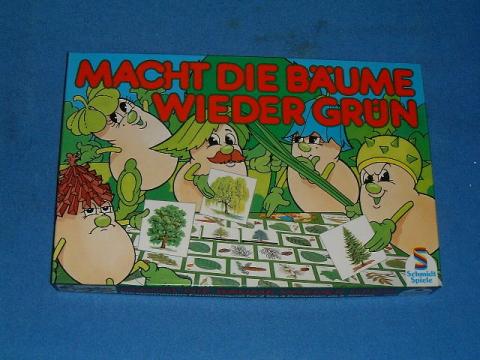 MACHT DIE BÄUME
WIEDER GRÜN
Schmidt
Spiele